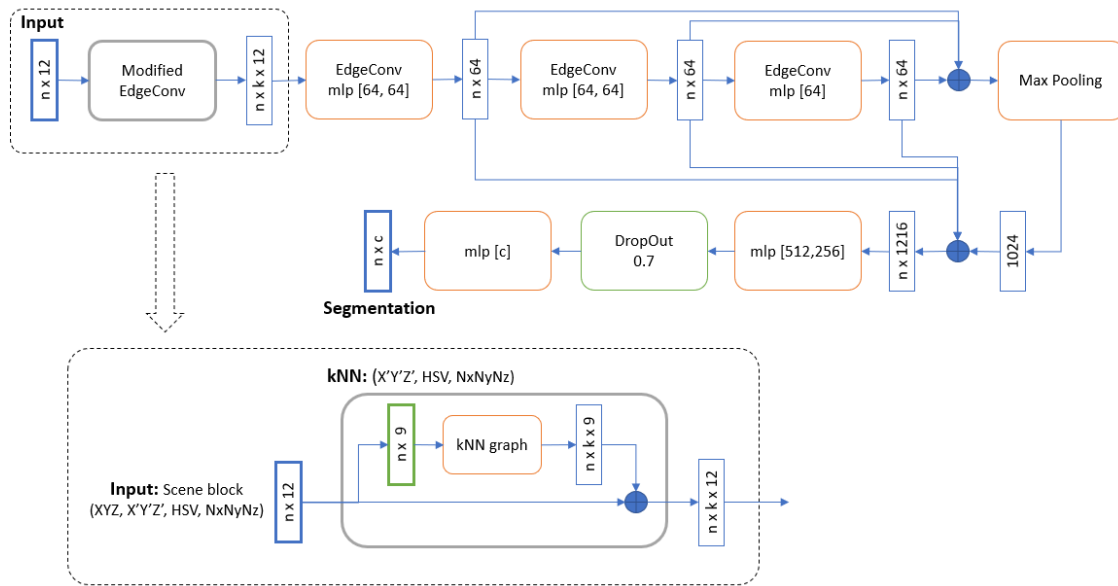 Input
n x 12
Modified
EdgeConv
n x k x 12
EdgeConv
mlp [64, 64]
n x 64
EdgeConv
mlp [64, 64]
n x 64
EdgeConv
mlp [64]
n x 64
Max Pooling
n x c
mlp [c]
DropOut
0.7
mlp [512,256]
n x 1216
1024
Segmentation
kNN: (X'Y'Z', HSV, NxNyNz)
n x 9
kNN graph
n x k x 9
Input: Scene block
(XYZ, X'Y'Z', HSV, NxNyNz)
n x 12
n x k x 12